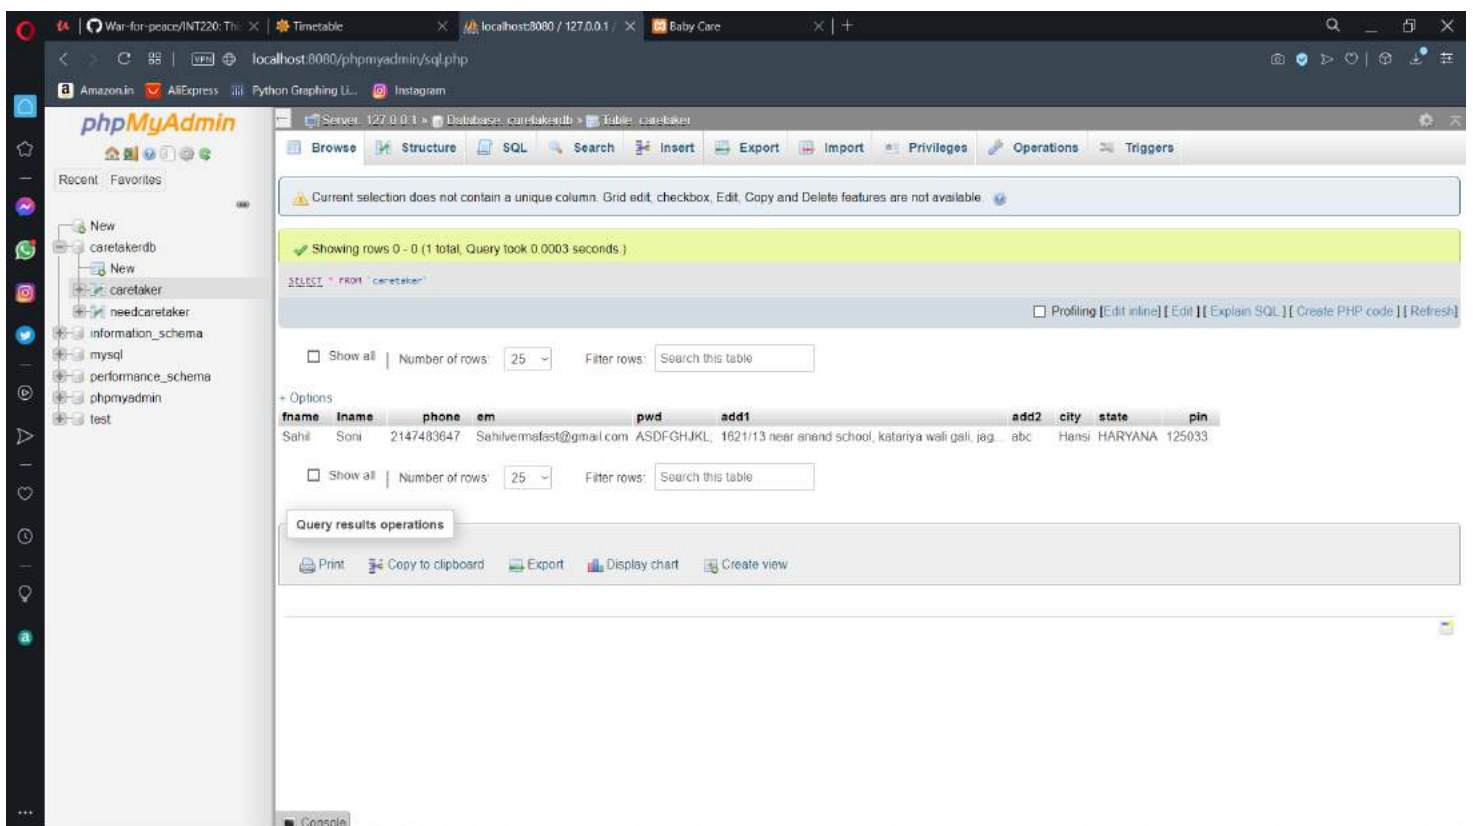 War-for-peace/INT220: Thi
Timetable
localhost:8080 / 127.0.0.1 /
Baby Care
VPN
localhost:8080/phpmyadmin/sql.php
Amazon.in
AliExpress
Python Graphing Li...
Instagram
phpMyAdmin
Recent Favorites
New
caretakerdb
New
caretaker
needcaretaker
information_schema
mysql
performance_schema
phpmyadmin
test
Server: 127.0.0.1 » Database: caretakerdb » Table: caretaker
Browse Structure SQL Search Insert Export Import Privileges Operations Triggers
Current selection does not contain a unique column. Grid edit, checkbox, Edit, Copy and Delete features are not available.
Showing rows 0 - 0 (1 total, Query took 0.0003 seconds.)
SELECT * FROM `caretaker`
Profiling [Edit inline] [ Edit ] [ Explain SQL ] [ Create PHP code ] [ Refresh]
Show all | Number of rows: 25 Filter rows: Search this table
+ Options
fname lname phone em pwd add1 add2 city state pin
Sahil Soni 2147483647 Sahilvermafast@gmail.com ASDFGHJKL; 1621/13 near anand school, katariya wali gali, jag... abc Hansi HARYANA 125033
Show all | Number of rows: 25 Filter rows: Search this table
Query results operations
Print Copy to clipboard Export Display chart Create view
Console